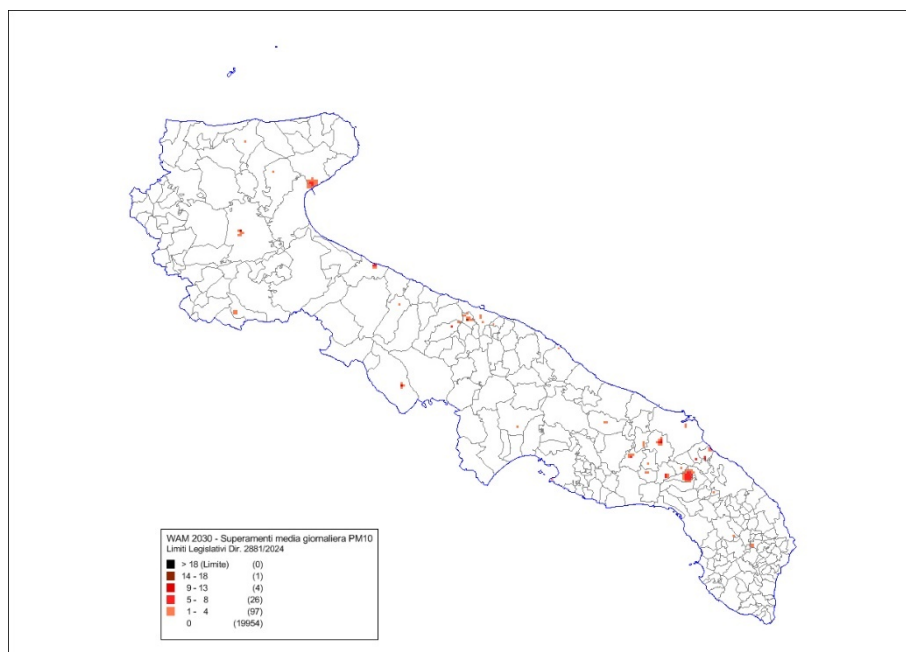 WAM 2030 - Superamenti media giornaliera PM10
Limiti Legislativi Dir. 2881/2024
> 18 (Limite) (0)
14 - 18 (1)
9 - 13 (4)
5 - 8 (26)
1 - 4 (97)
0 (19954)